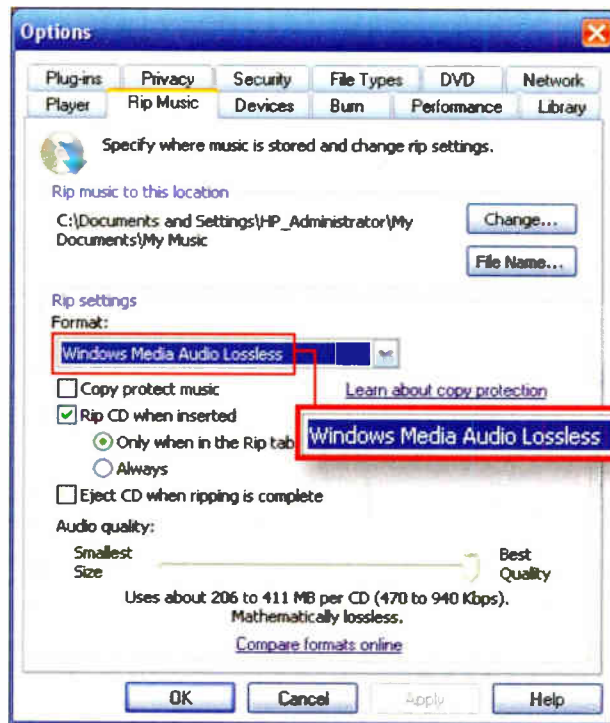 Options
Plug-ins Privacy Security File Types DVD Network
Player Rip Music Devices Burn Performance Library
Specify where music is stored and change rip settings.
Rip music to this location
C:\Documents and Settings\HP_Administrator\My
Documents\My Music
Change...
File Name...
Rip settings
Format:
Windows Media Audio Lossless
Copy protect music Learn about copy protection
Rip CD when inserted
Windows Media Audio Lossless
Only when in the Rip tab
Always
Eject CD when ripping is complete
Audio quality:
Smallest Best
Size Quality
Uses about 206 to 411 MB per CD (470 to 940 Kbps).
Mathematically lossless.
Compare formats online
OK Cancel Apply Help